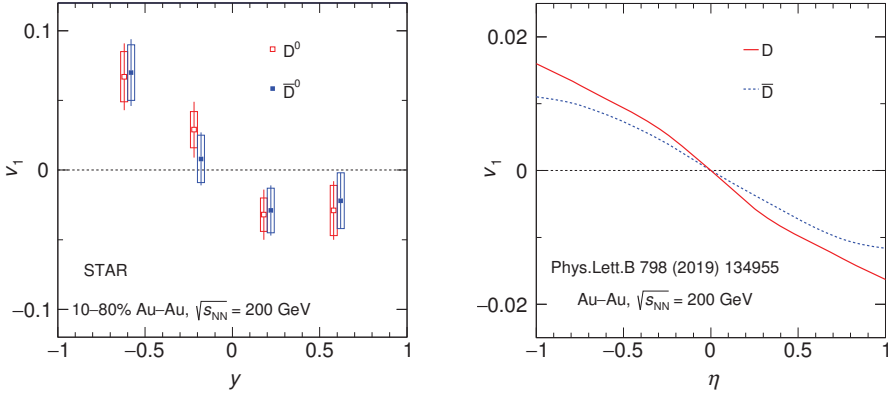 0.1
0
−0.1
v₁
D⁰
D̅⁰
STAR
10–80% Au–Au, √sNN = 200 GeV
−1 −0.5 0 0.5 1
y
0.02
0
−0.02
v₁
D
D̅
Phys.Lett.B 798 (2019) 134955
Au–Au, √sNN = 200 GeV
−1 −0.5 0 0.5 1
η